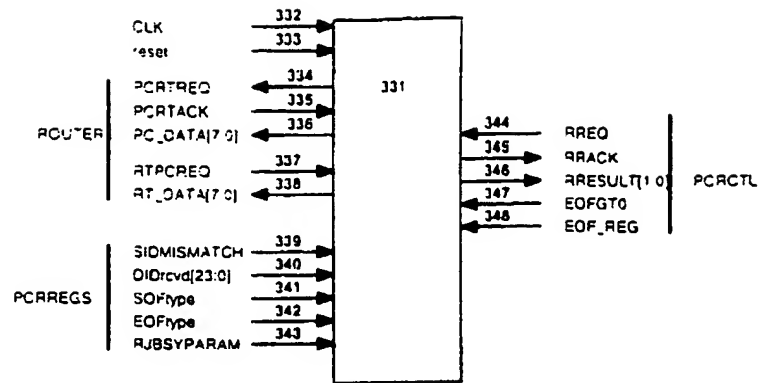 CLK 332
reset 333
PCRTREQ 334
PCRTACK 335
PC_DATA[7:0] 336
ROUTER
RTPCREQ 337
RT_DATA[7:0] 338
SIDMISMATCH 339
DIDrcvd[23:0] 340
SOFtype 341
PCRREGS
EOFtype 342
RJBSYPARAM 343
331
344 RREQ
345 RRACK
346 RRESULT[1:0]
PCRCTL
347 EOFGT0
348 EOF_REG